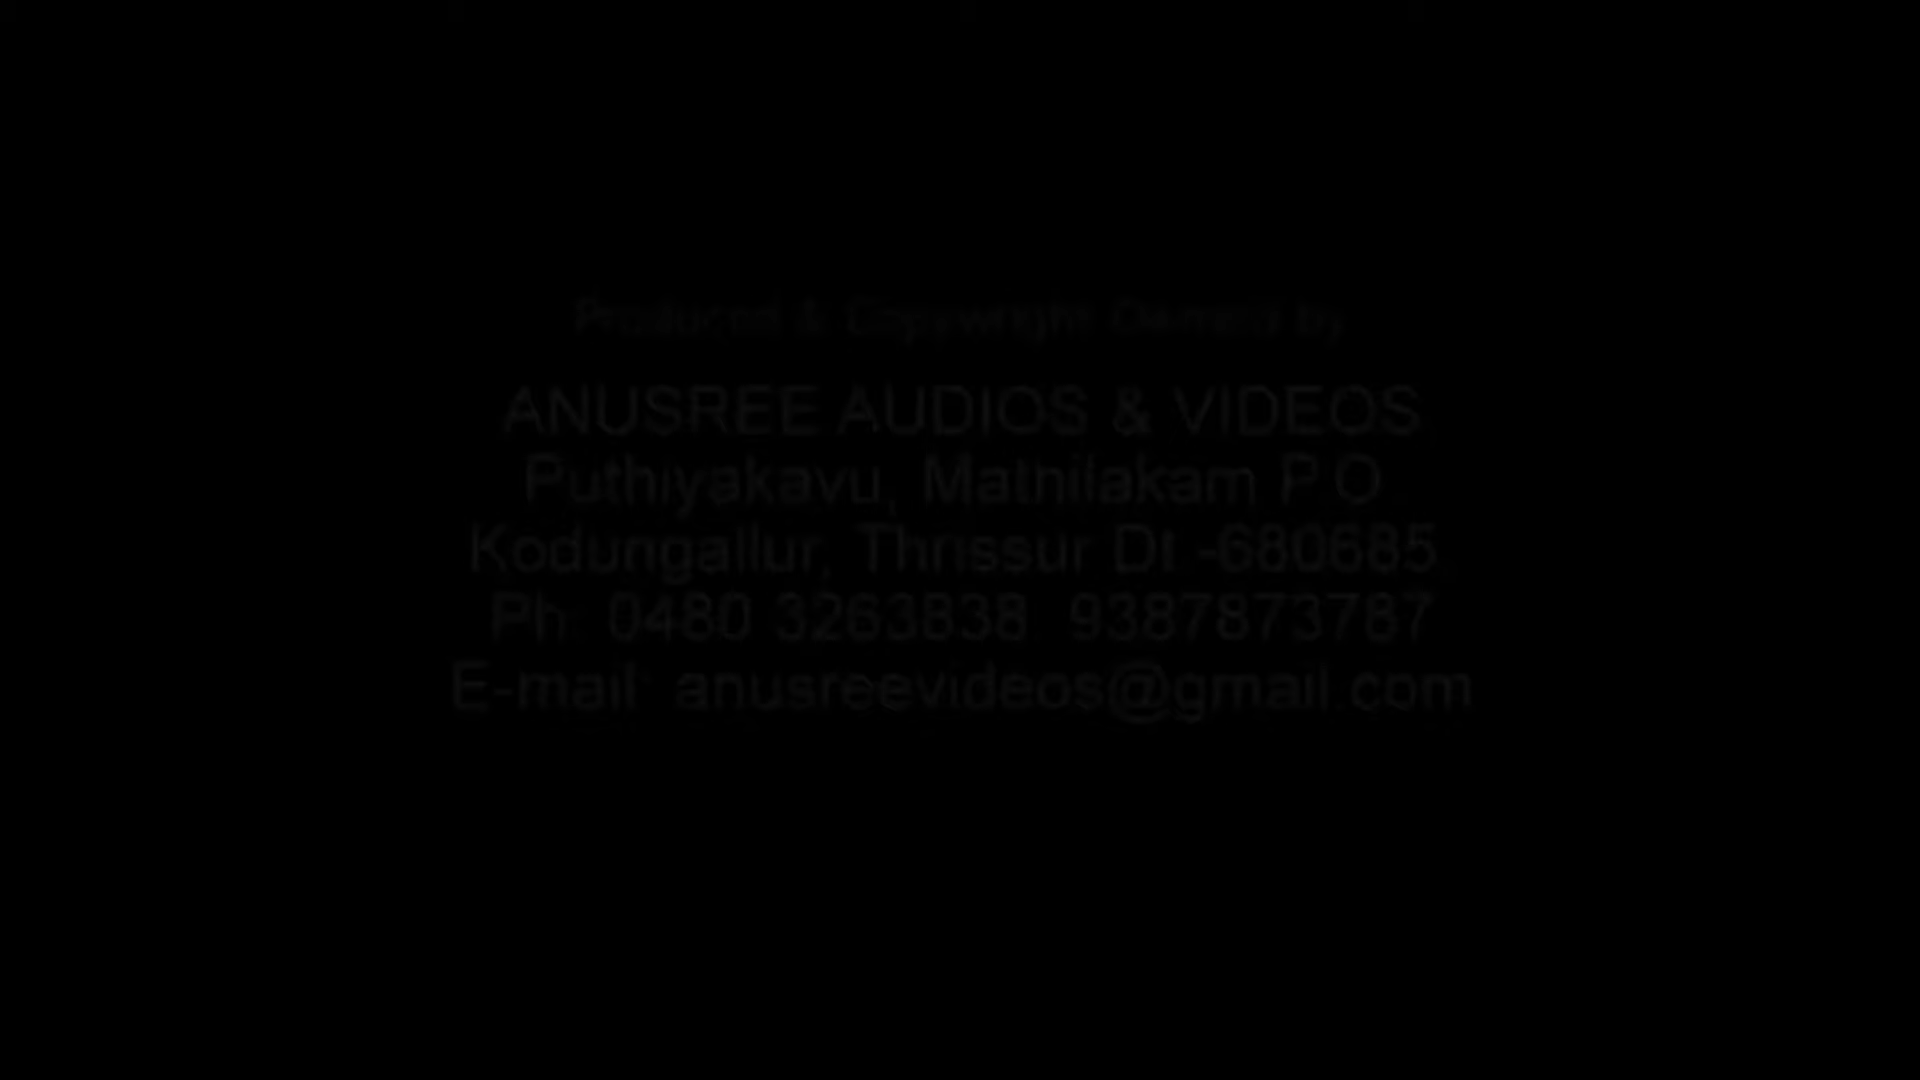 Produced & Copywright Owners by
ANUSREE AUDIOS & VIDEOS
Puthiyakavu, Mathilakam P.O
Kodungallur, Thrissur Dt.-680685
Ph: 0480 3263838, 9387873787
E-mail: anusreevideos@gmail.com